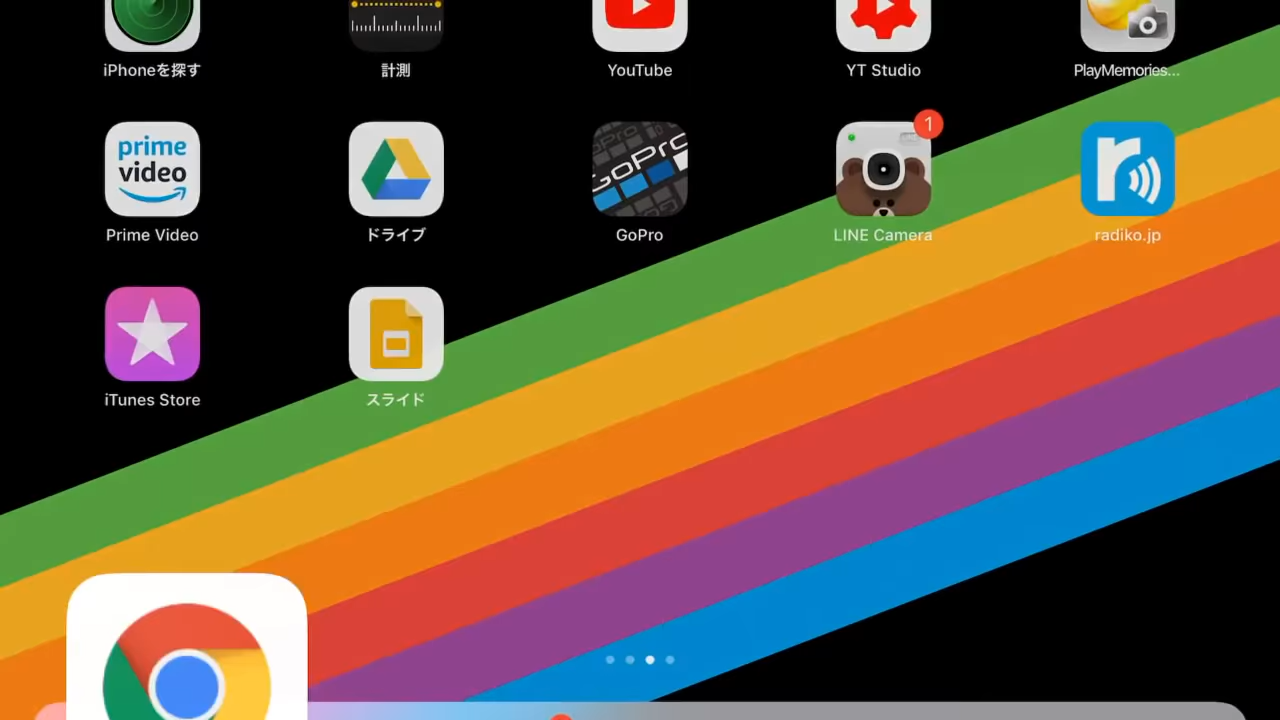 iPhoneを探す
計測
YouTube
YT Studio
PlayMemories...
prime
video
GoPro
1
r
Prime Video
ドライブ
GoPro
LINE Camera
radiko.jp
iTunes Store
スライド